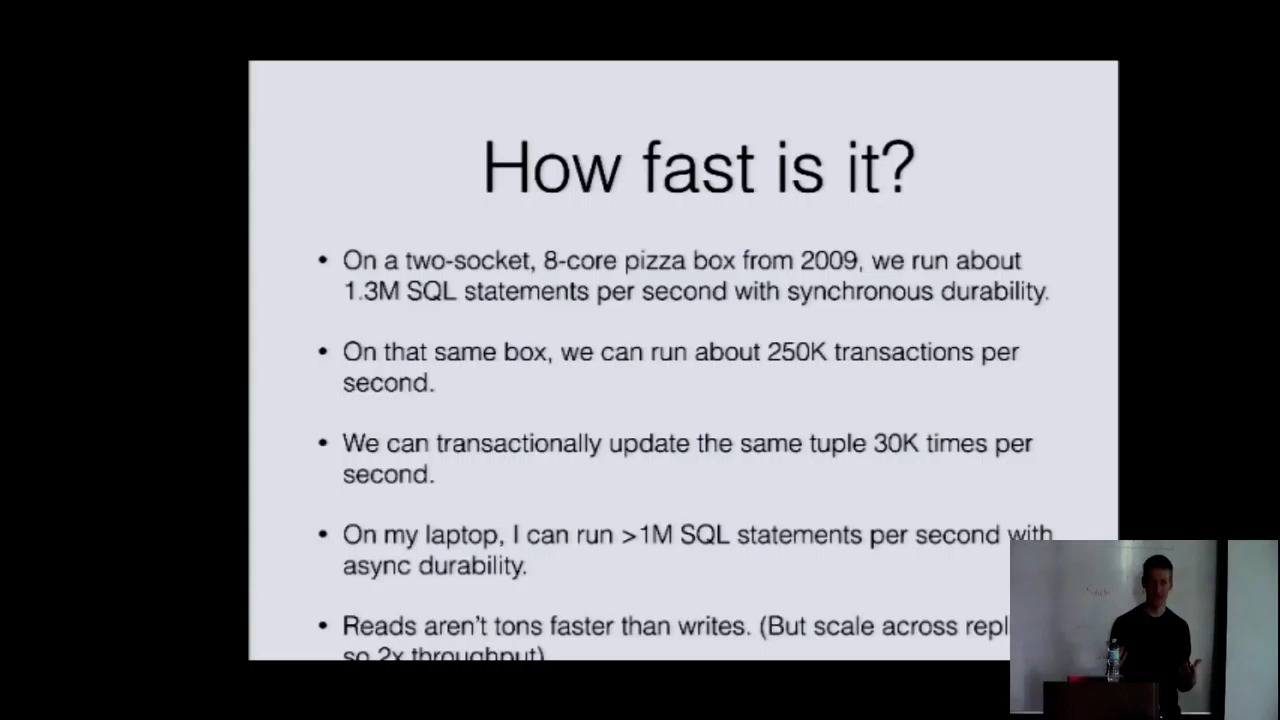 How fast is it?
• On a two-socket, 8-core pizza box from 2009, we run about
1.3M SQL statements per second with synchronous durability.
• On that same box, we can run about 250K transactions per
second.
• We can transactionally update the same tuple 30K times per
second.
• On my laptop, I can run >1M SQL statements per second with
async durability.
• Reads aren't tons faster than writes. (But scale across repl
so 2x throughput)